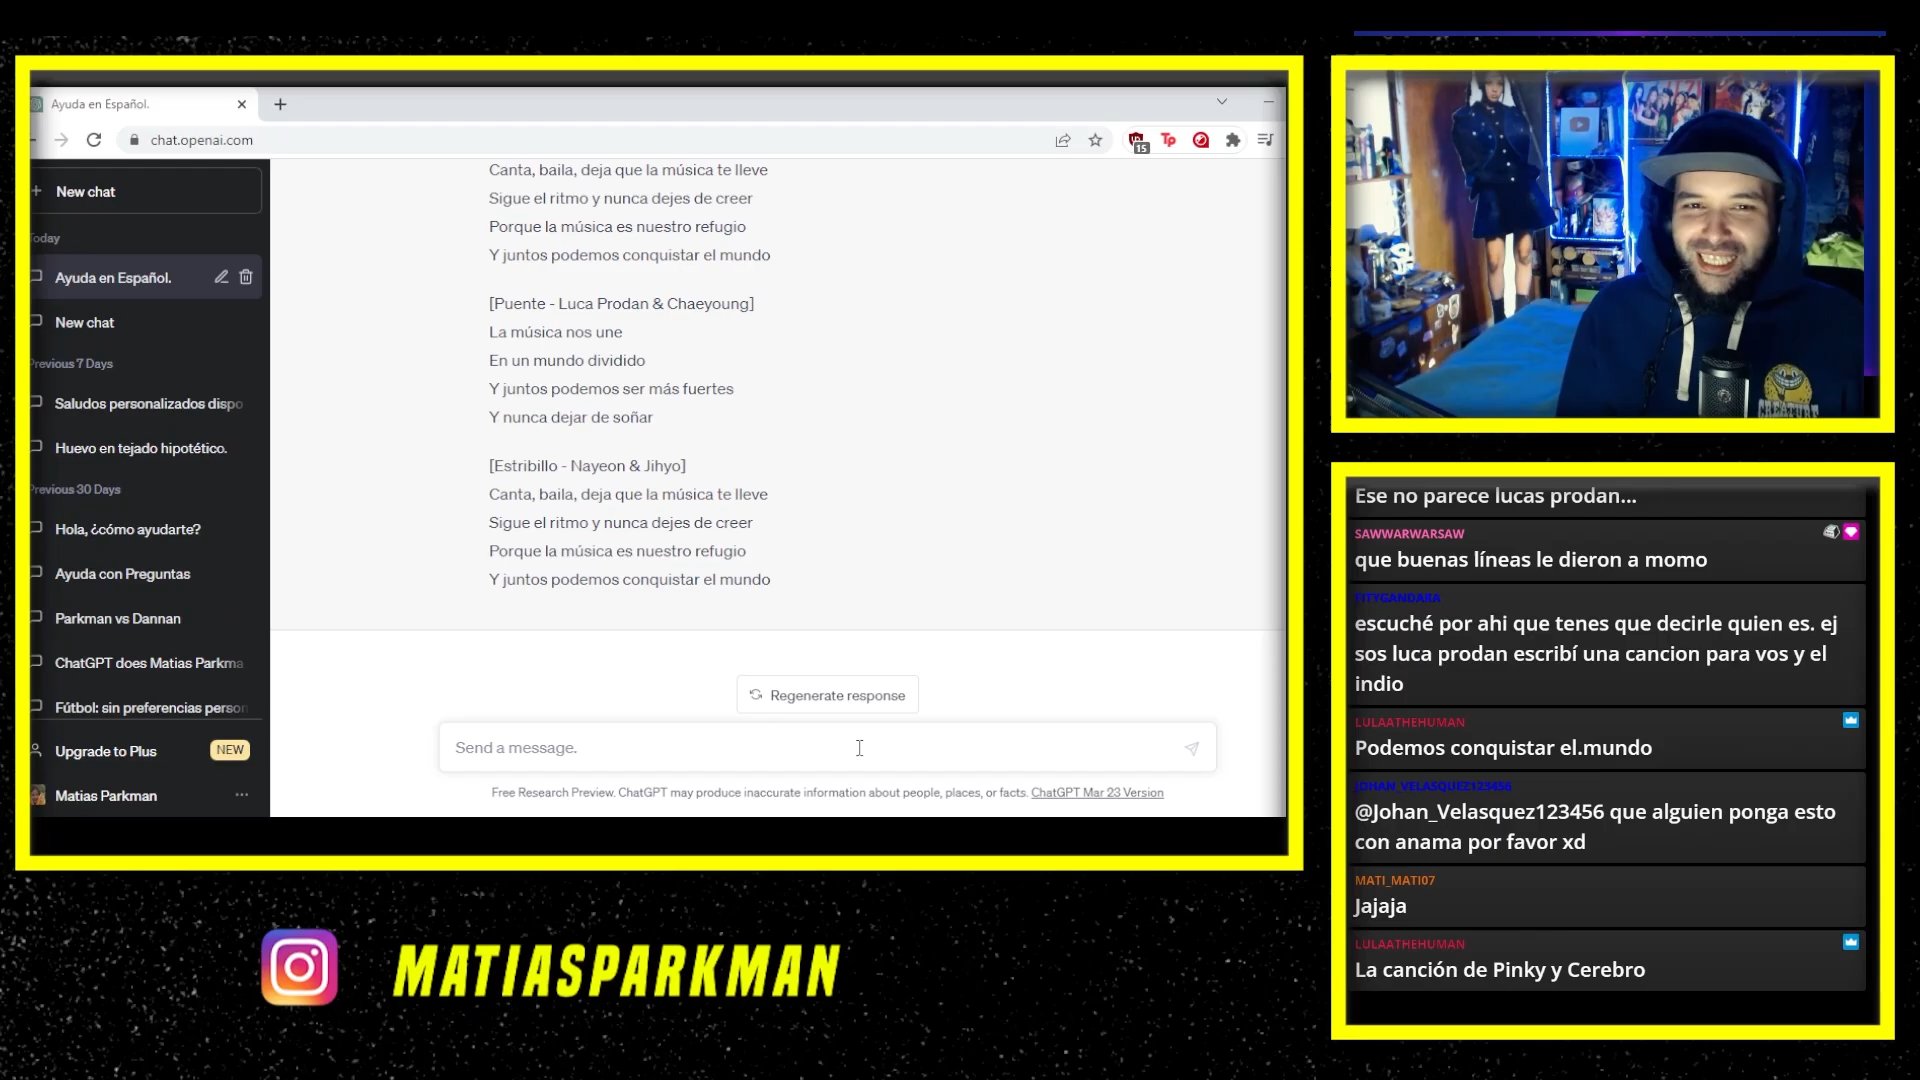 Ayuda en Español.
chat.openai.com
15
Tp
New chat
Today
Ayuda en Español.
New chat
Previous 7 Days
Saludos personalizados dispo
Huevo en tejado hipotético.
Previous 30 Days
Hola, ¿cómo ayudarte?
Ayuda con Preguntas
Parkman vs Dannan
ChatGPT does Matias Parkma
Fútbol: sin preferencias person
Upgrade to Plus NEW
Matias Parkman
Canta, baila, deja que la música te lleve
Sigue el ritmo y nunca dejes de creer
Porque la música es nuestro refugio
Y juntos podemos conquistar el mundo
[Puente - Luca Prodan & Chaeyoung]
La música nos une
En un mundo dividido
Y juntos podemos ser más fuertes
Y nunca dejar de soñar
[Estribillo - Nayeon & Jihyo]
Canta, baila, deja que la música te lleve
Sigue el ritmo y nunca dejes de creer
Porque la música es nuestro refugio
Y juntos podemos conquistar el mundo
Regenerate response
Send a message.
Free Research Preview. ChatGPT may produce inaccurate information about people, places, or facts. ChatGPT Mar 23 Version
CREATURE
Ese no parece lucas prodan...
SAWWARWARSAW
que buenas líneas le dieron a momo
escuché por ahi que tenes que decirle quien es. ej
sos luca prodan escribí una cancion para vos y el
indio
LULAATHEHUMAN
Podemos conquistar el.mundo
JOHAN_VELASQUEZ123456
@Johan_Velasquez123456 que alguien ponga esto
con anama por favor xd
MATI_MATI07
Jajaja
LULAATHEHUMAN
La canción de Pinky y Cerebro
MATIASPARKMAN